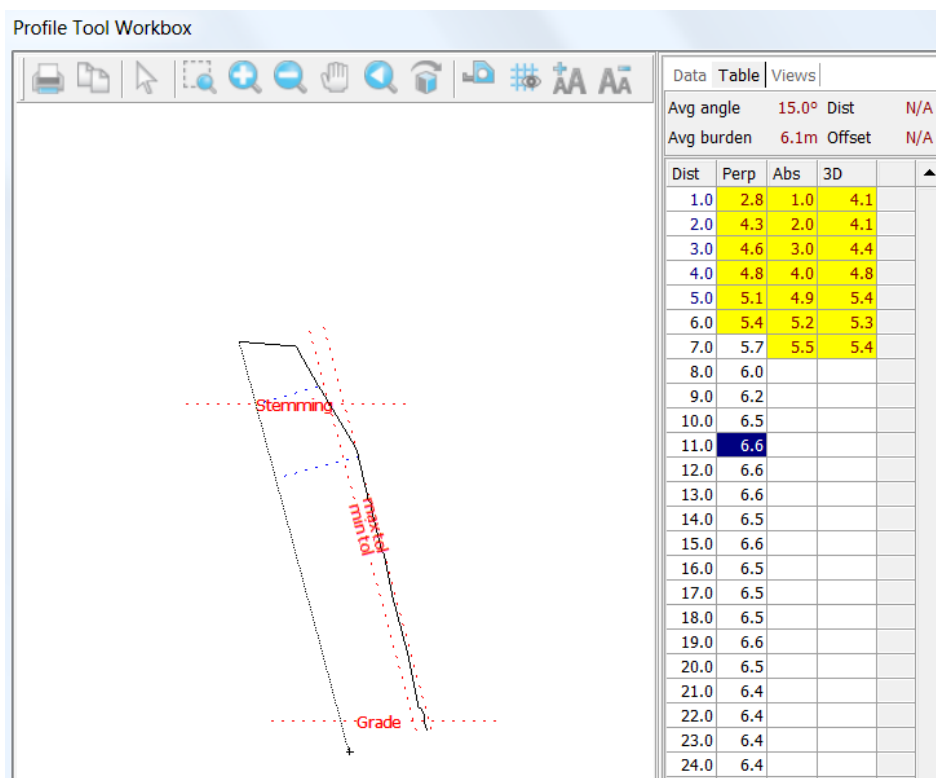 Profile Tool Workbox
AA AA
Data Table Views
Avg angle 15.0º Dist N/A
Avg burden 6.1m Offset N/A
Dist Perp Abs 3D
1.0 2.8 1.0 4.1
2.0 4.3 2.0 4.1
3.0 4.6 3.0 4.4
4.0 4.8 4.0 4.8
5.0 5.1 4.9 5.4
6.0 5.4 5.2 5.3
7.0 5.7 5.5 5.4
8.0 6.0
9.0 6.2
10.0 6.5
11.0 6.6
12.0 6.6
13.0 6.6
14.0 6.5
15.0 6.6
16.0 6.5
17.0 6.5
18.0 6.5
19.0 6.6
20.0 6.5
21.0 6.4
22.0 6.4
23.0 6.4
24.0 6.4
Stemming
maxtol
mintol
Grade